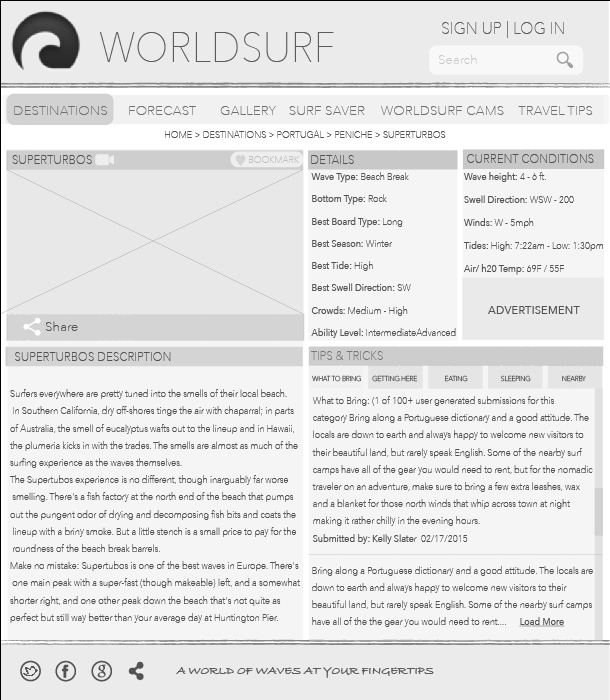 WORLDSURF
SIGN UP | LOG IN
Search
DESTINATIONS FORECAST GALLERY SURF SAVER WORLDSURF CAMS TRAVEL TIPS
HOME > DESTINATIONS > PORTUGAL > PENICHE > SUPERTURBOS
SUPERTURBOS BOOKMARK
Share
DETAILS
Wave Type: Beach Break
Bottom Type: Rock
Best Board Type: Long
Best Season: Winter
Best Tide: High
Best Swell Direction: SW
Crowds: Medium - High
Ability Level: IntermediateAdvanced
CURRENT CONDITIONS
Wave height: 4 - 6 ft.
Swell Direction: WSW - 200
Winds: W - 5mph
Tides: High: 7:22am - Low: 1:30pm
Air/ h20 Temp: 69F / 55F
ADVERTISEMENT
SUPERTURBOS DESCRIPTION
Surfers everywhere are pretty tuned into the smells of their local beach.
In Southern California, dry off-shores tinge the air with chaparral; in parts
of Australia, the smell of eucalyptus wafts out to the lineup and in Hawaii,
the plumeria kicks in with the trades. The smells are almost as much of the
surfing experience as the waves themselves.
The Supertubos experience is no different, though inarguably far worse
smelling. There's a fish factory at the north end of the beach that pumps
out the pungent odor of drying and decomposing fish bits and coats the
lineup with a briny smoke. But a little stench is a small price to pay for the
roundness of the beach break barrels.
Make no mistake: Supertubos is one of the best waves in Europe. There's
one main peak with a super-fast (though makeable) left, and a somewhat
shorter right, and one other peak down the beach that's not quite as
perfect but still way better than your average day at Huntington Pier.
TIPS & TRICKS
WHAT TO BRING GETTING HERE EATING SLEEPING NEARBY
What to Bring: (1 of 100+ user generated submissions for this
category Bring along a Portuguese dictionary and a good attitude. The
locals are down to earth and always happy to welcome new visitors to
their beautiful land, but rarely speak English. Some of the nearby surf
camps have all of the gear you would need to rent, but for the nomadic
traveler on an adventure, make sure to bring a few extra leashes, wax
and a blanket for those north winds that whip across town at night
making it rather chilly in the evening hours.
Submitted by: Kelly Slater 02/17/2015
Bring along a Portuguese dictionary and a good attitude. The locals are
down to earth and always happy to welcome new visitors to their
beautiful land, but rarely speak English. Some of the nearby surf camps
have all of the gear you would need to rent.... Load More
A WORLD OF WAVES AT YOUR FINGERTIPS